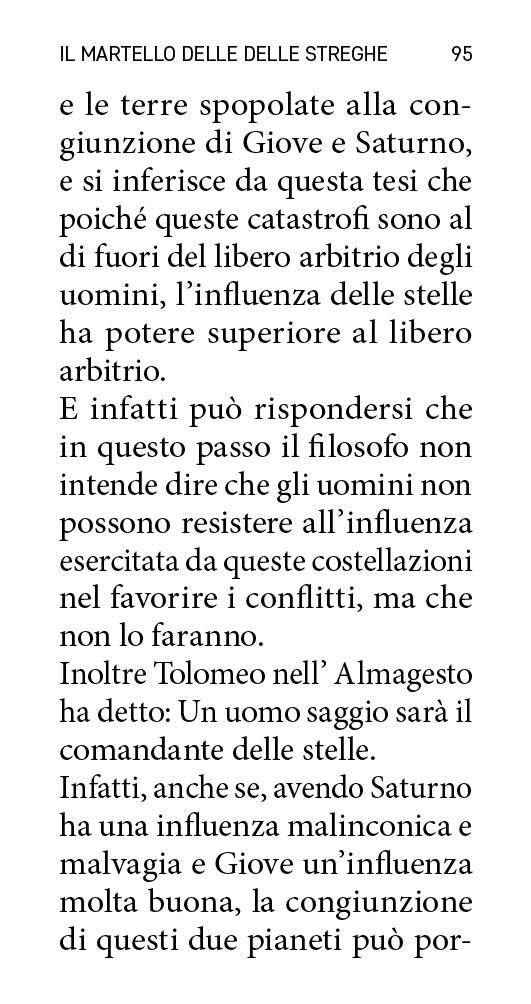 IL MARTELLO DELLE DELLE STREGHE 95
e le terre spopolate alla con-
giunzione di Giove e Saturno,
e si inferisce da questa tesi che
poiché queste catastrofi sono al
di fuori del libero arbitrio degli
uomini, l’influenza delle stelle
ha potere superiore al libero
arbitrio.
E infatti può rispondersi che
in questo passo il filosofo non
intende dire che gli uomini non
possono resistere all’influenza
esercitata da queste costellazioni
nel favorire i conflitti, ma che
non lo faranno.
Inoltre Tolomeo nell’ Almagesto
ha detto: Un uomo saggio sarà il
comandante delle stelle.
Infatti, anche se, avendo Saturno
ha una influenza malinconica e
malvagia e Giove un’influenza
molta buona, la congiunzione
di questi due pianeti può por-